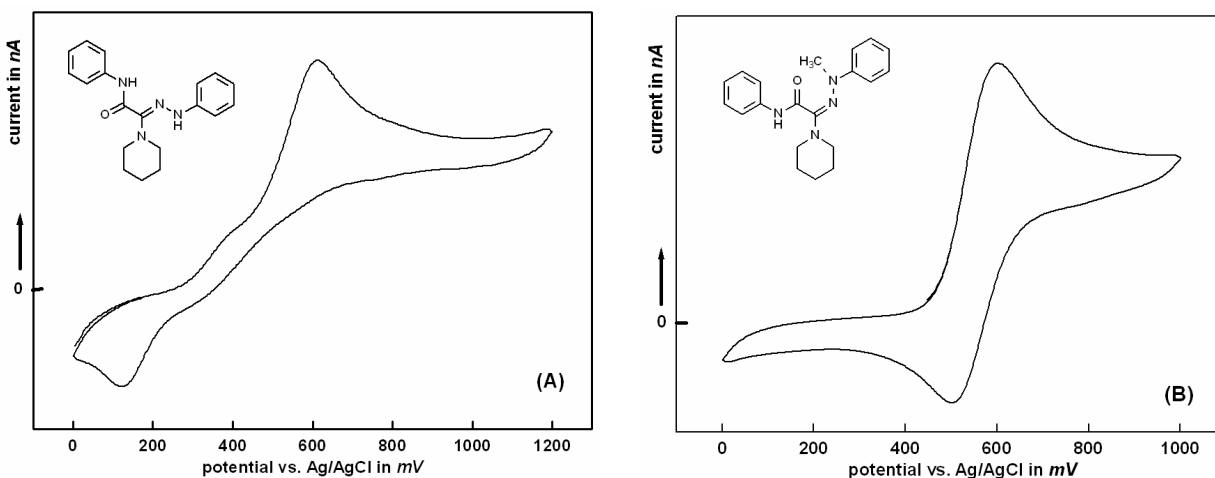 current in nA
0
NH
O
N
N
H
N
(A)
0 200 400 600 800 1000 1200
potential vs. Ag/AgCl in mV
current in nA
0
H₃C
N
O
N
N
H
N
(B)
0 200 400 600 800 1000
potential vs. Ag/AgCl in mV